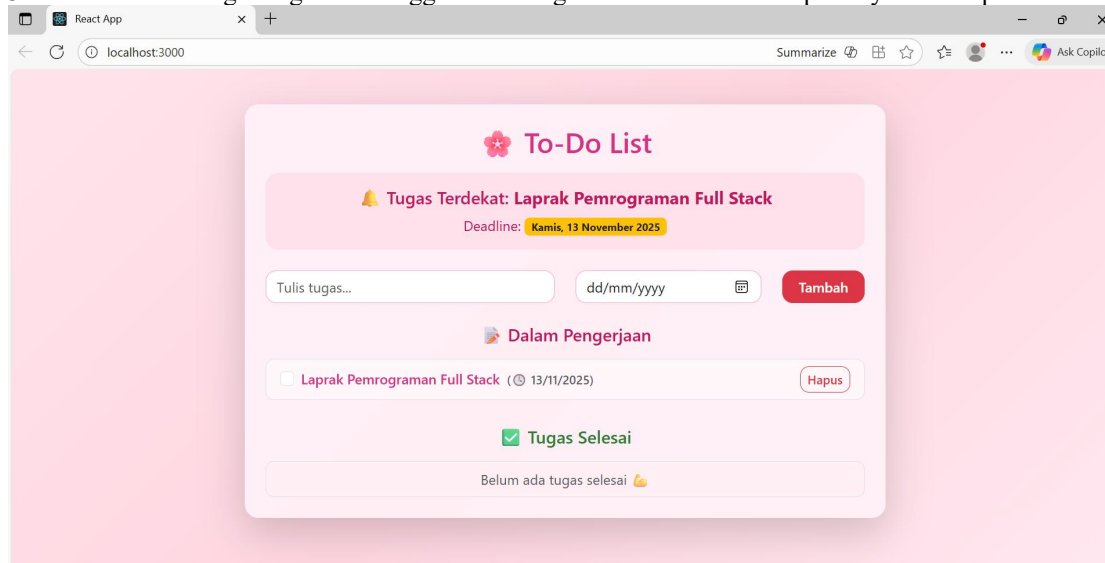 React App
localhost:3000
Summarize
Ask Copilo
🌸 To-Do List
🔔 Tugas Terdekat: Laprak Pemrograman Full Stack
Deadline: Kamis, 13 November 2025
Tulis tugas... dd/mm/yyyy Tambah
📝 Dalam Pengerjaan
Laprak Pemrograman Full Stack (🕒 13/11/2025) Hapus
✅ Tugas Selesai
Belum ada tugas selesai 💪